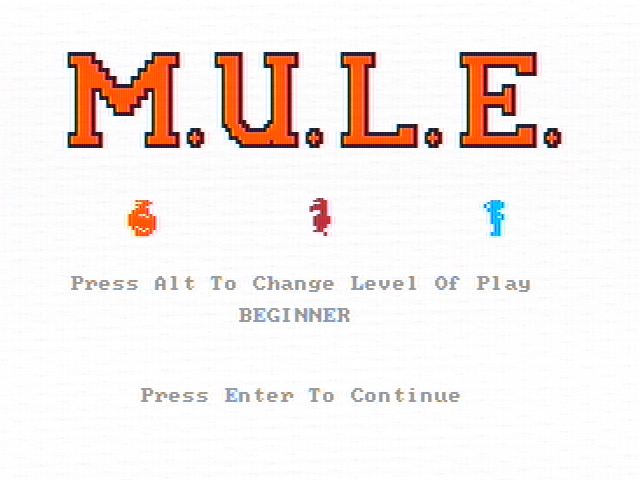 M.U.L.E.
Press Alt To Change Level Of Play
BEGINNER
Press Enter To Continue